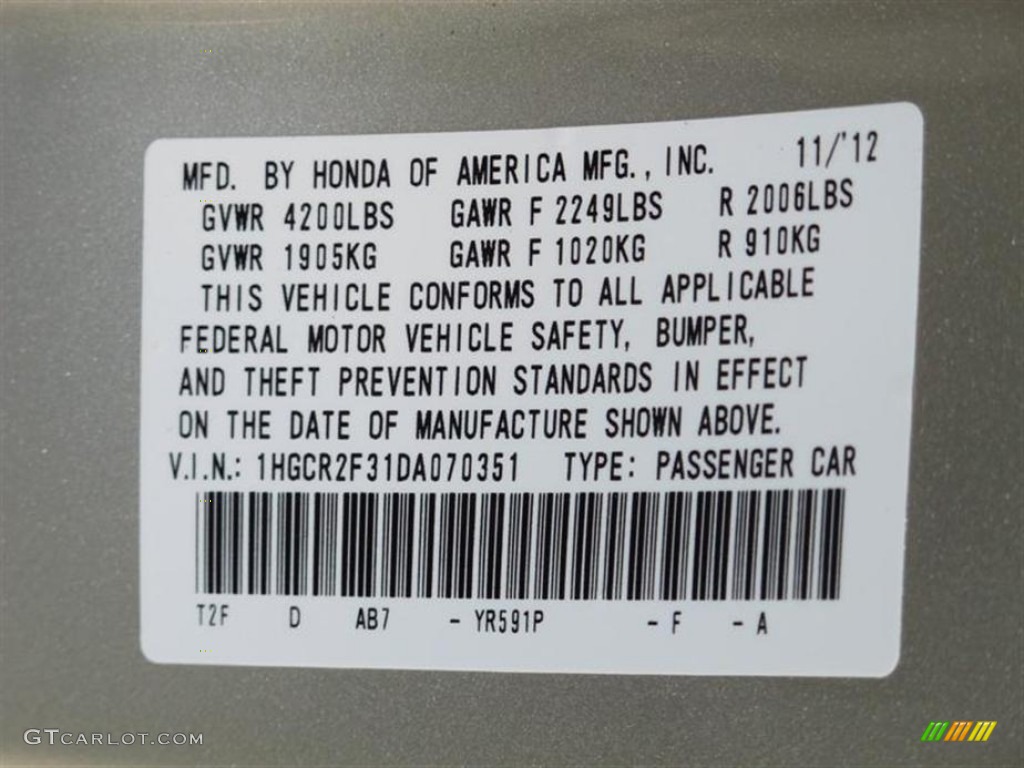 MFD. BY HONDA OF AMERICA MFG., INC. 11/'12
GVWR 4200LBS GAWR F 2249LBS R 2006LBS
GVWR 1905KG GAWR F 1020KG R 910KG
THIS VEHICLE CONFORMS TO ALL APPLICABLE
FEDERAL MOTOR VEHICLE SAFETY, BUMPER,
AND THEFT PREVENTION STANDARDS IN EFFECT
ON THE DATE OF MANUFACTURE SHOWN ABOVE.
V.I.N.: 1HGCR2F31DA070351 TYPE: PASSENGER CAR
T2F D AB7 - YR591P - F - A
GTCARLOT.COM